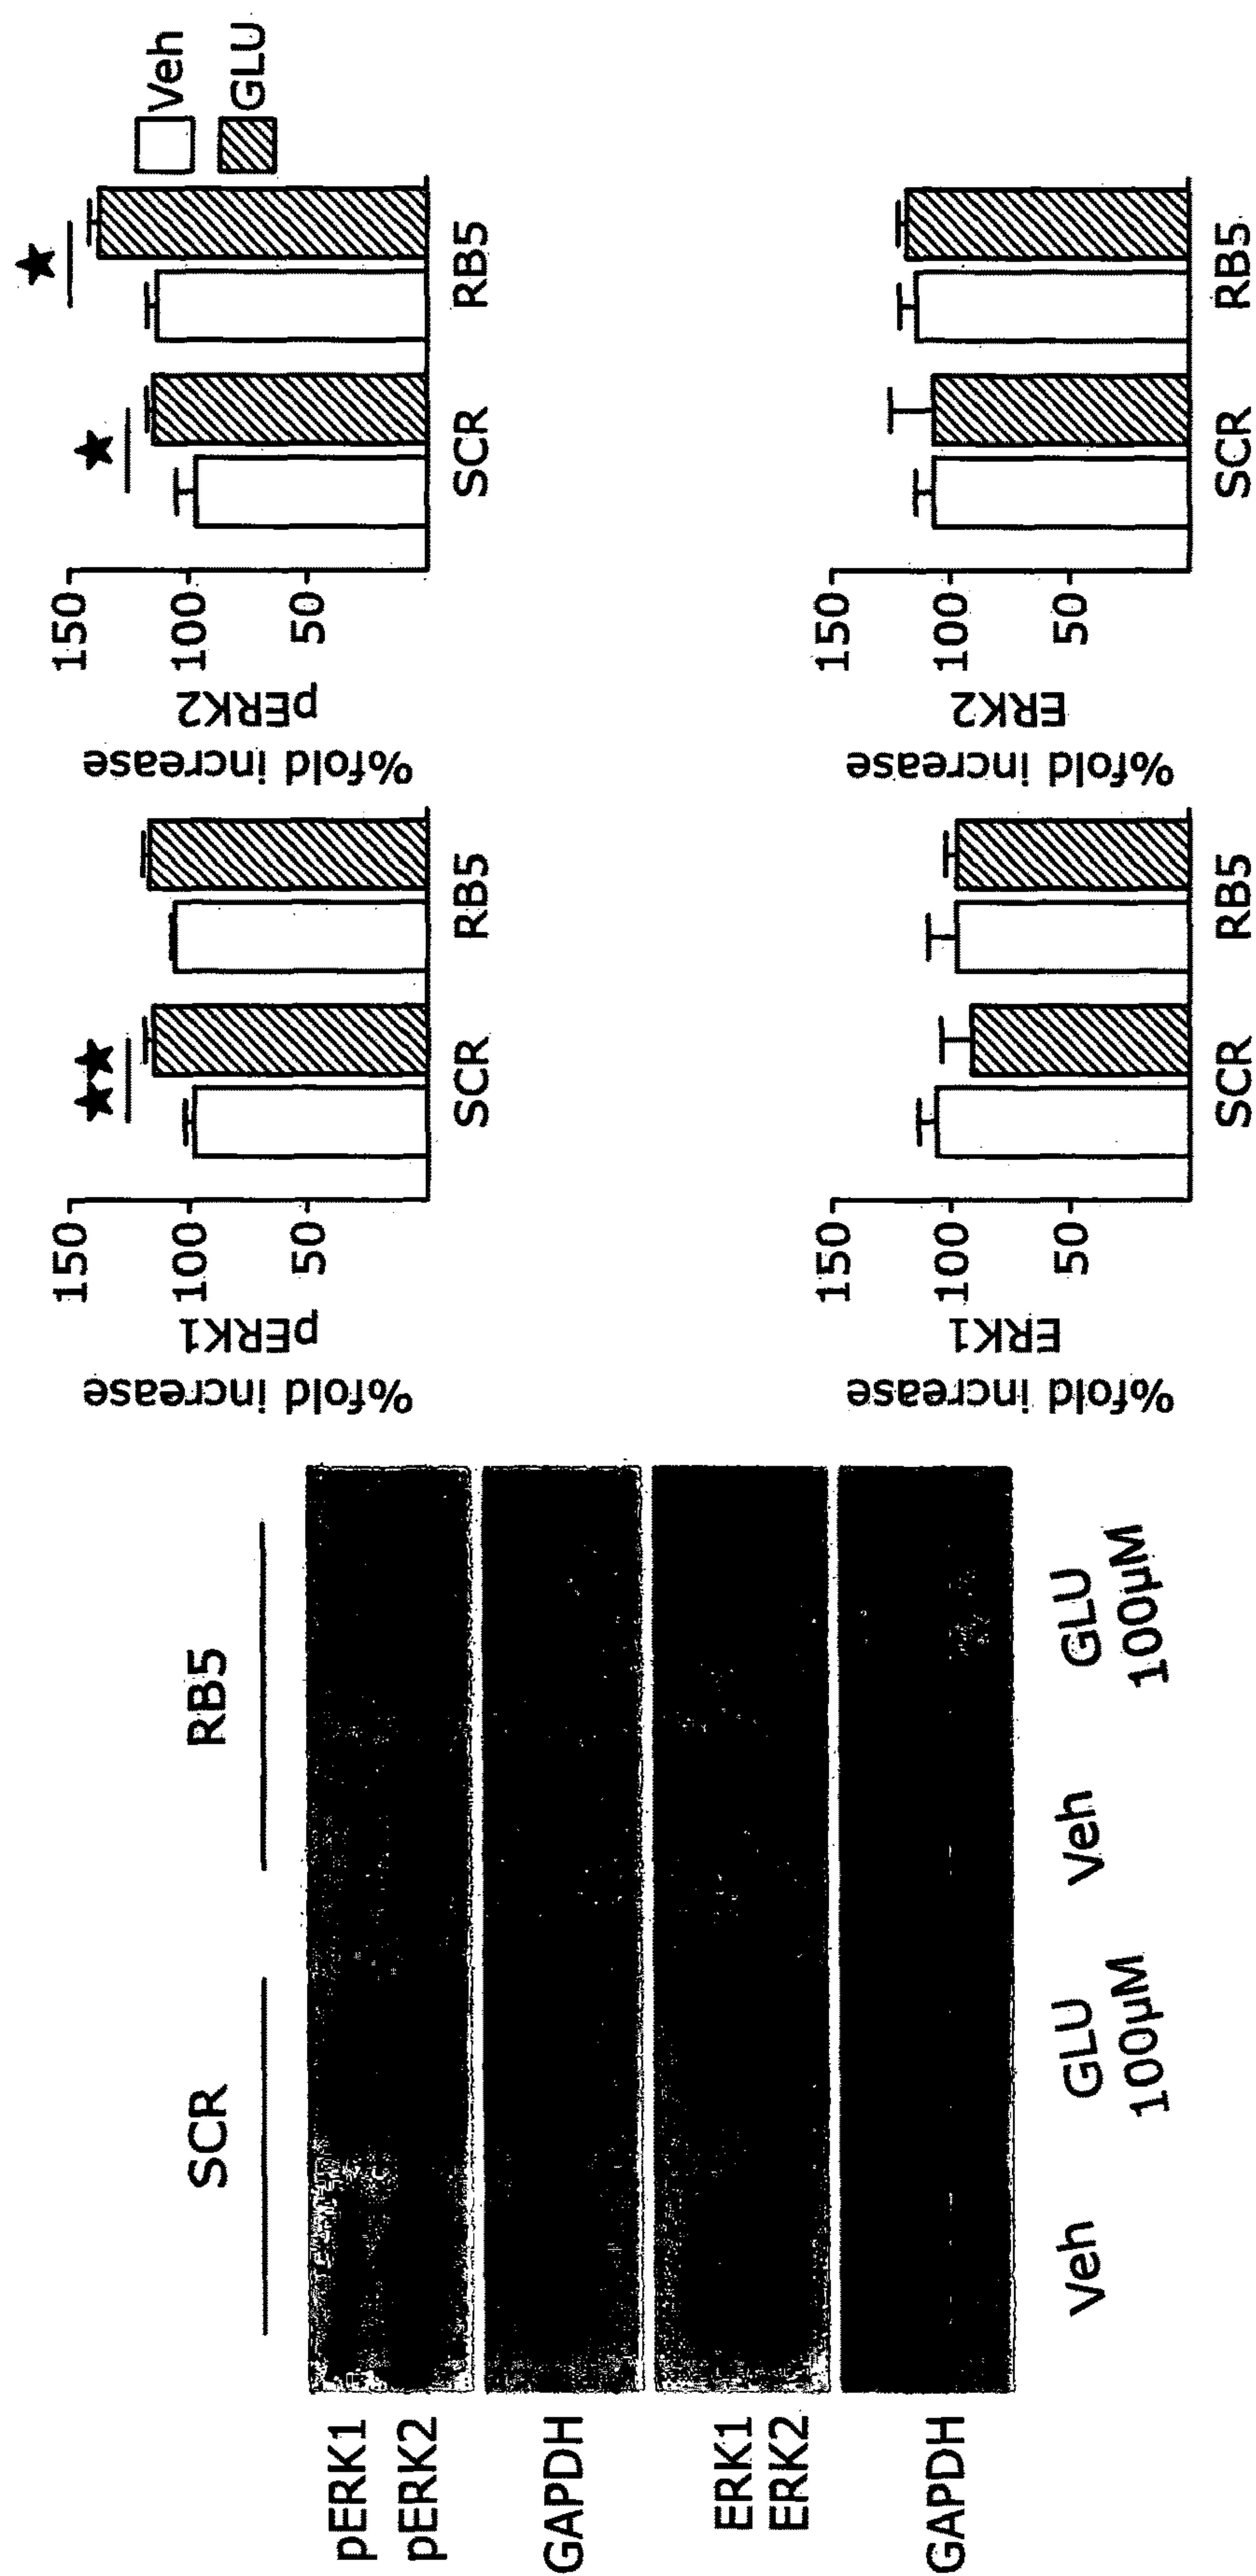 SCR
RB5
pERK1
pERK2
GAPDH
ERK1
ERK2
GAPDH
Veh
GLU
100µM
Veh
GLU
100µM
%fold increase
pERK1
150
100
50
★★
SCR
RB5
%fold increase
pERK2
150
100
50
★
★
SCR
RB5
Veh
GLU
%fold increase
ERK1
150
100
50
SCR
RB5
%fold increase
ERK2
150
100
50
SCR
RB5